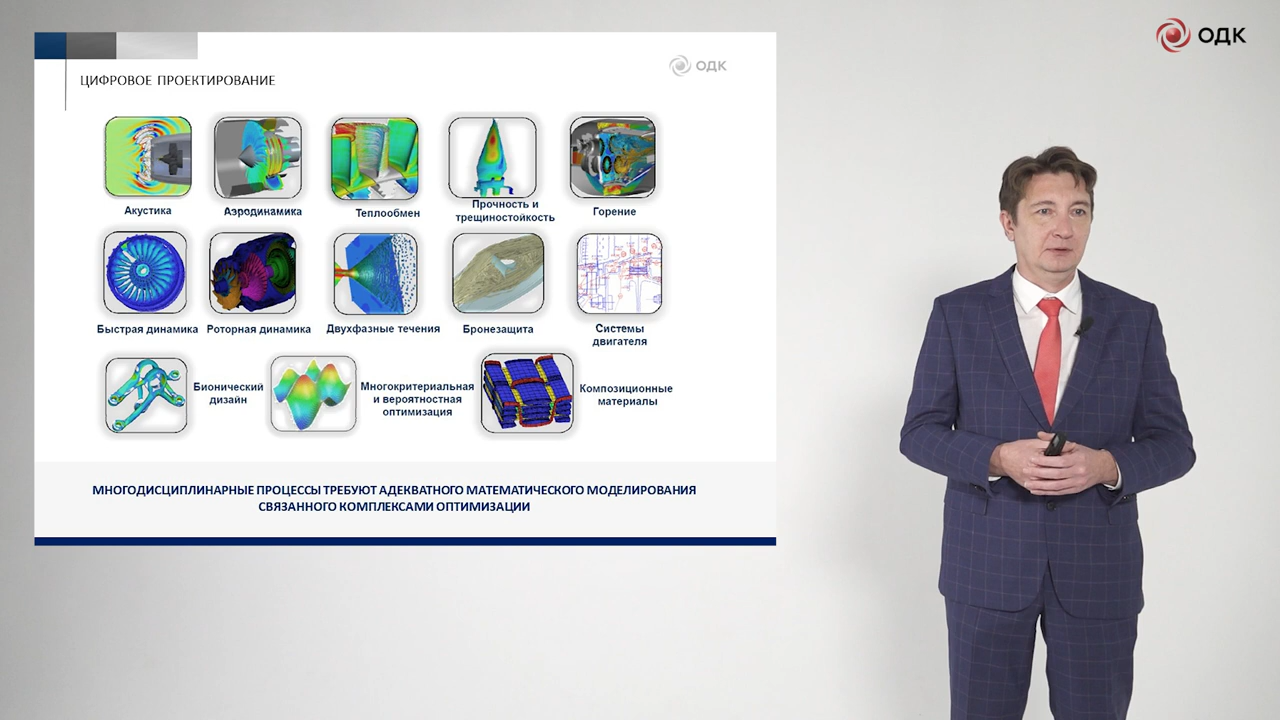 ОДК
ОДК
ЦИФРОВОЕ ПРОЕКТИРОВАНИЕ
Акустика
Аэродинамика
Теплообмен
Прочность и
трещиностойкость
Горение
Быстрая динамика
Роторная динамика
Двухфазные течения
Бронезащита
Системы
двигателя
Бионический
дизайн
Многокритериальная
и вероятностная
оптимизация
Композиционные
материалы
МНОГОДИСЦИПЛИНАРНЫЕ ПРОЦЕССЫ ТРЕБУЮТ АДЕКВАТНОГО МАТЕМАТИЧЕСКОГО МОДЕЛИРОВАНИЯ
СВЯЗАННОГО КОМПЛЕКСАМИ ОПТИМИЗАЦИИ